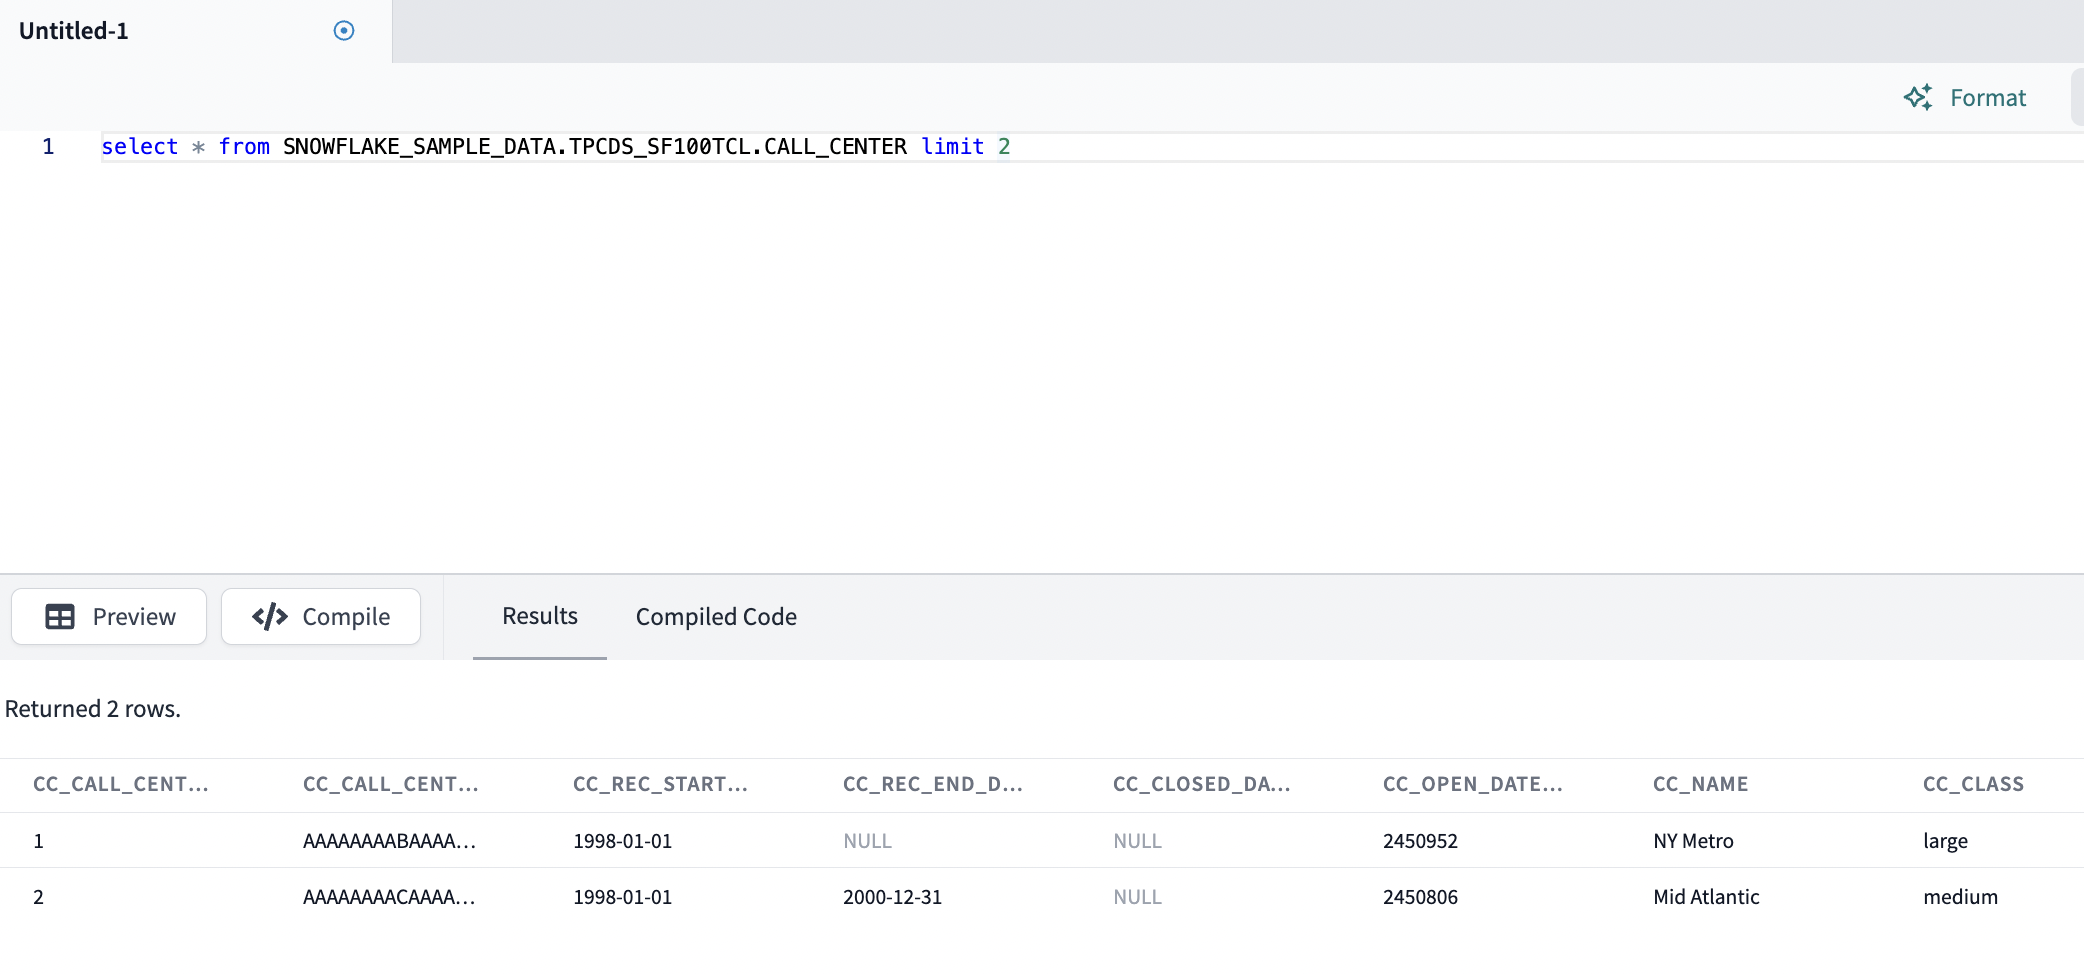 Untitled-1
Format
1 select * from SNOWFLAKE_SAMPLE_DATA.TPCDS_SF100TCL.CALL_CENTER limit 2
Preview </> Compile Results Compiled Code
Returned 2 rows.
CC_CALL_CENT... CC_CALL_CENT... CC_REC_START... CC_REC_END_D... CC_CLOSED_DA... CC_OPEN_DATE... CC_NAME CC_CLASS
1 AAAAAAAABAAAA... 1998-01-01 NULL NULL 2450952 NY Metro large
2 AAAAAAAACAAAA... 1998-01-01 2000-12-31 NULL 2450806 Mid Atlantic medium